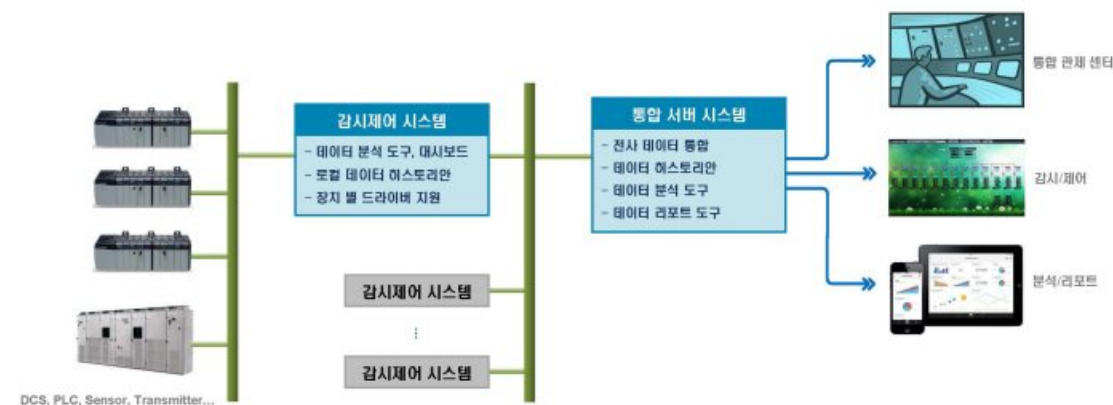 통합 관제 센터
감시제어 시스템
- 데이터 분석 도구, 대시보드
- 로컬 데이터 히스토리안
- 장치 별 드라이버 지원
통합 서버 시스템
- 전사 데이터 통합
- 데이터 히스토리안
- 데이터 분석 도구
- 데이터 리포트 도구
감시/제어
감시제어 시스템
⋮
감시제어 시스템
분석/리포트
DCS, PLC, Sensor, Transmitter...